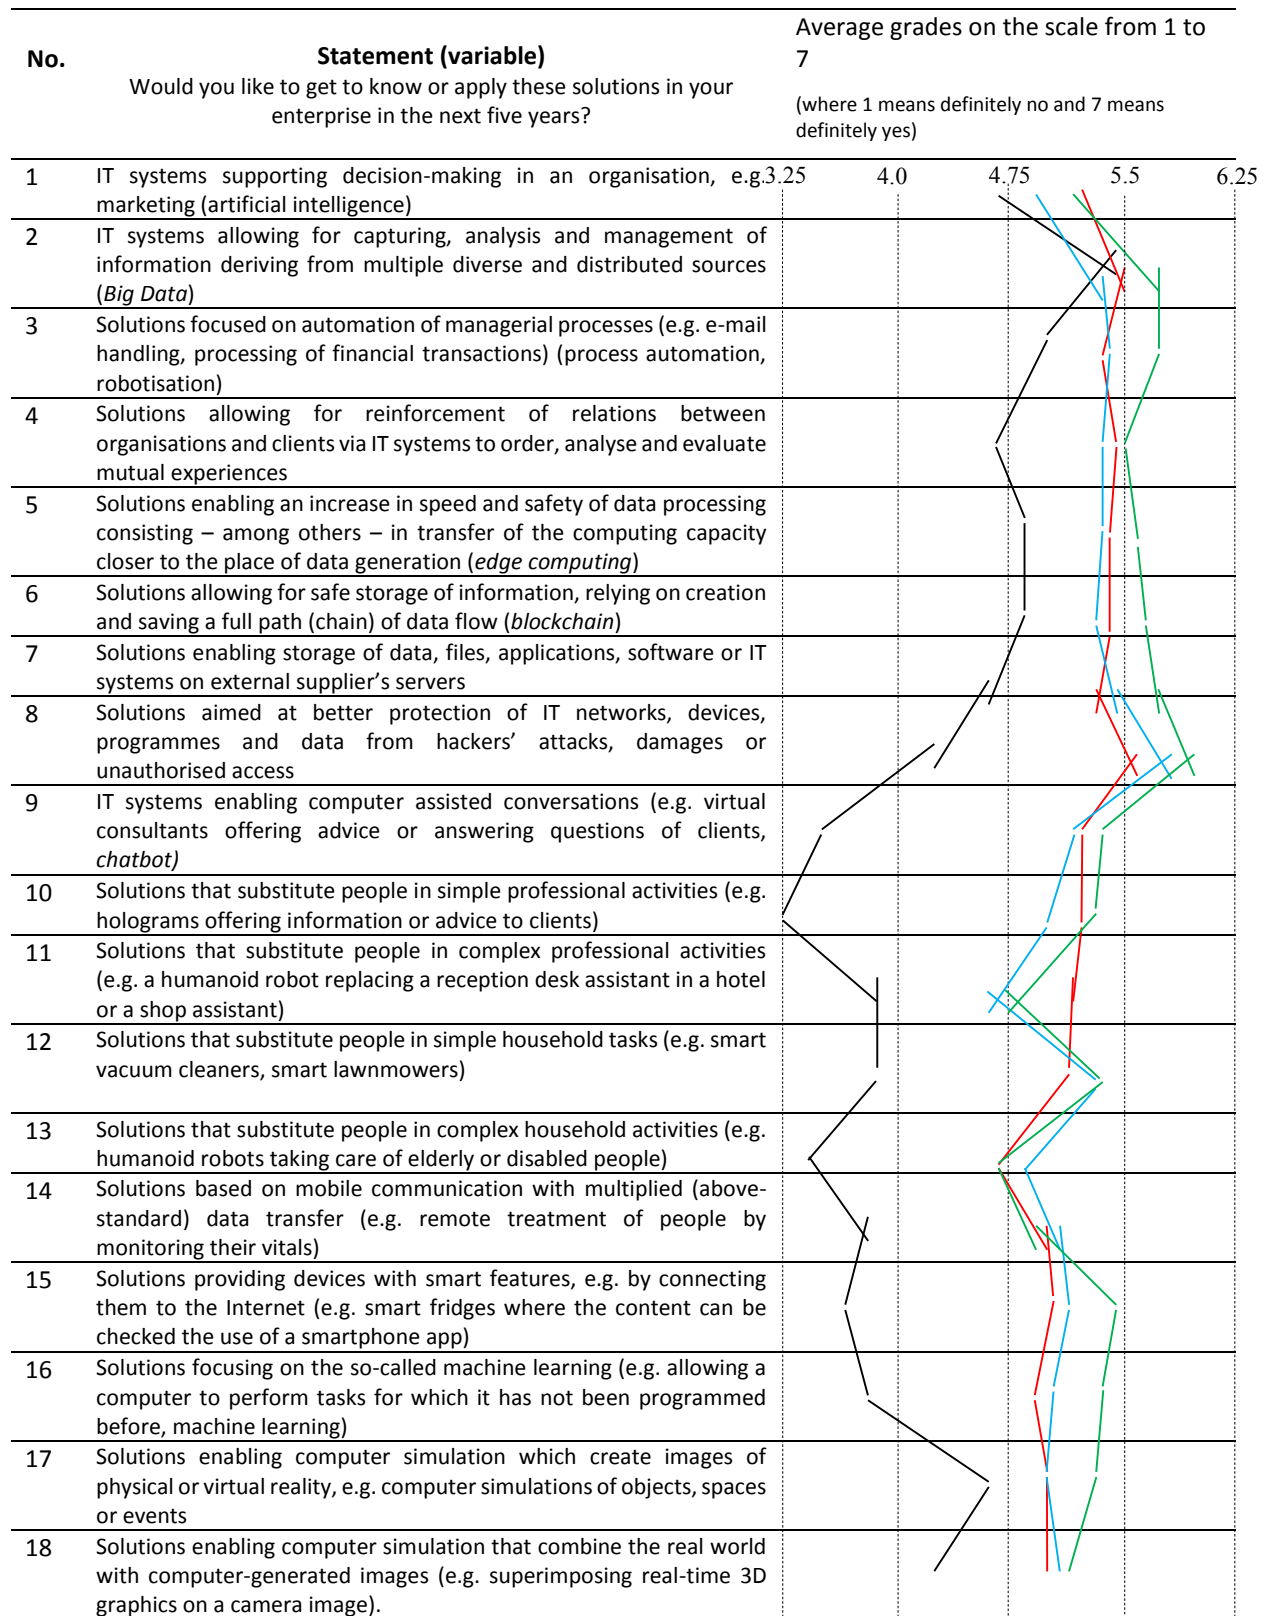 No.
Statement (variable)
Would you like to get to know or apply these solutions in your
enterprise in the next five years?
Average grades on the scale from 1 to
7
(where 1 means definitely no and 7 means
definitely yes)
1
IT systems supporting decision-making in an organisation, e.g.
marketing (artificial intelligence)
3.25 4.0 4.75 5.5 6.25
2
IT systems allowing for capturing, analysis and management of
information deriving from multiple diverse and distributed sources
(Big Data)
3
Solutions focused on automation of managerial processes (e.g. e-mail
handling, processing of financial transactions) (process automation,
robotisation)
4
Solutions allowing for reinforcement of relations between
organisations and clients via IT systems to order, analyse and evaluate
mutual experiences
5
Solutions enabling an increase in speed and safety of data processing
consisting – among others – in transfer of the computing capacity
closer to the place of data generation (edge computing)
6
Solutions allowing for safe storage of information, relying on creation
and saving a full path (chain) of data flow (blockchain)
7
Solutions enabling storage of data, files, applications, software or IT
systems on external supplier’s servers
8
Solutions aimed at better protection of IT networks, devices,
programmes and data from hackers’ attacks, damages or
unauthorised access
9
IT systems enabling computer assisted conversations (e.g. virtual
consultants offering advice or answering questions of clients,
chatbot)
10
Solutions that substitute people in simple professional activities (e.g.
holograms offering information or advice to clients)
11
Solutions that substitute people in complex professional activities
(e.g. a humanoid robot replacing a reception desk assistant in a hotel
or a shop assistant)
12
Solutions that substitute people in simple household tasks (e.g. smart
vacuum cleaners, smart lawnmowers)
13
Solutions that substitute people in complex household activities (e.g.
humanoid robots taking care of elderly or disabled people)
14
Solutions based on mobile communication with multiplied (above-
standard) data transfer (e.g. remote treatment of people by
monitoring their vitals)
15
Solutions providing devices with smart features, e.g. by connecting
them to the Internet (e.g. smart fridges where the content can be
checked the use of a smartphone app)
16
Solutions focusing on the so-called machine learning (e.g. allowing a
computer to perform tasks for which it has not been programmed
before, machine learning)
17
Solutions enabling computer simulation which create images of
physical or virtual reality, e.g. computer simulations of objects, spaces
or events
18
Solutions enabling computer simulation that combine the real world
with computer-generated images (e.g. superimposing real-time 3D
graphics on a camera image).